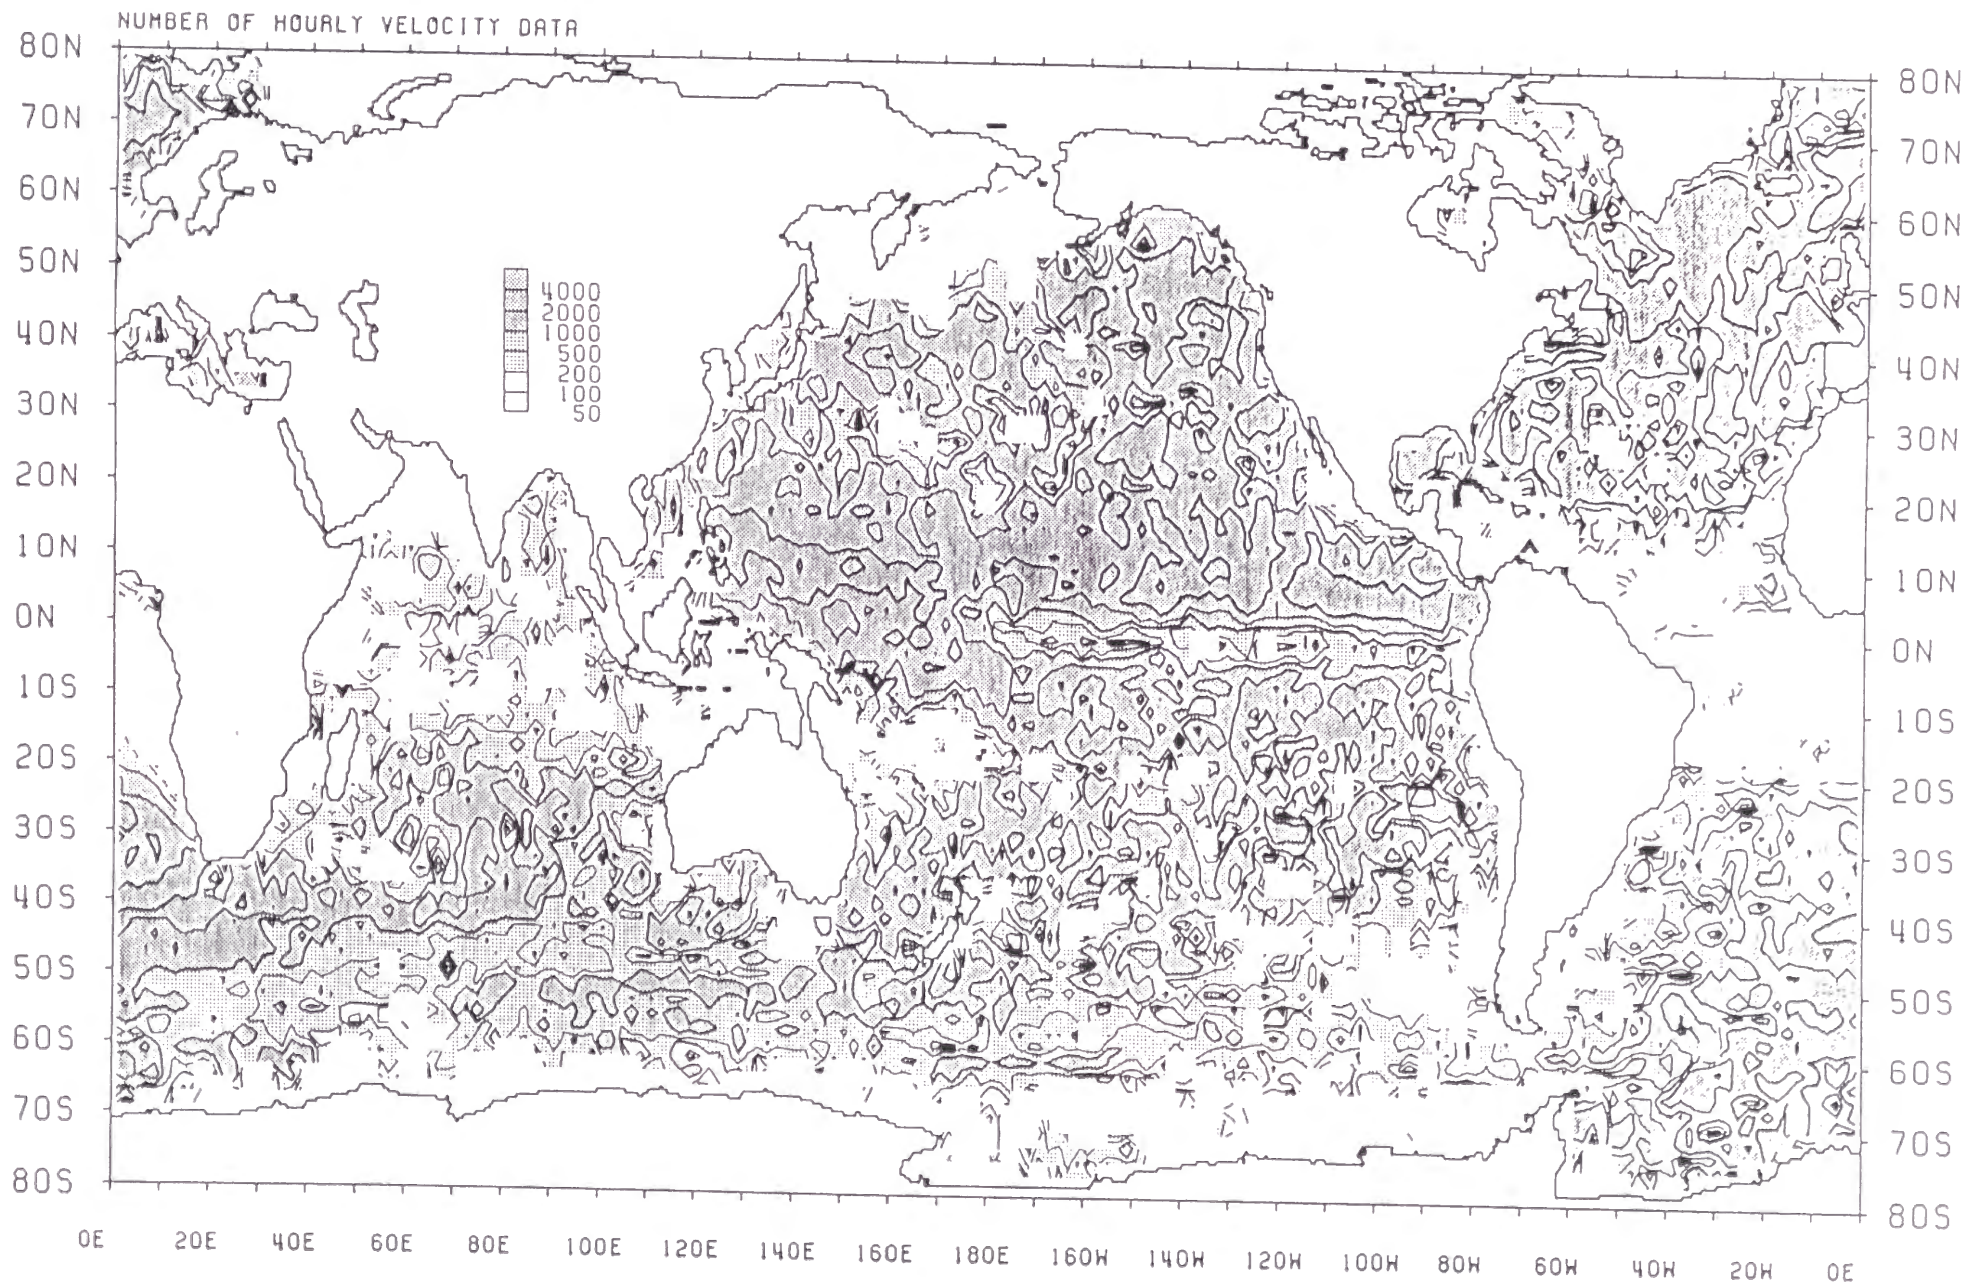 NUMBER OF HOURLY VELOCITY DATA
80N 80N
70N 70N
60N 60N
50N 50N
40N 40N
30N 30N
20N 20N
10N 10N
0N 0N
10S 10S
20S 20S
30S 30S
40S 40S
50S 50S
60S 60S
70S 70S
80S 80S
4000
2000
1000
500
200
100
50
0E 20E 40E 60E 80E 100E 120E 140E 160E 180E 160W 140W 120W 100W 80W 60W 40W 20W 0E